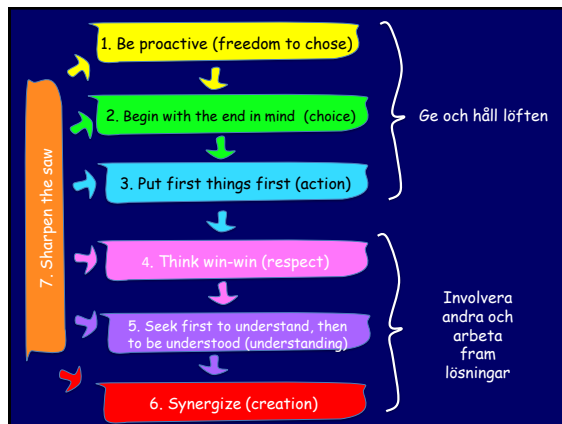 1. Be proactive (freedom to chose)
2. Begin with the end in mind (choice)
3. Put first things first (action)
Ge och håll löften
7. Sharpen the saw
4. Think win-win (respect)
5. Seek first to understand, then
to be understood (understanding)
6. Synergize (creation)
Involvera
andra och
arbeta
fram
lösningar